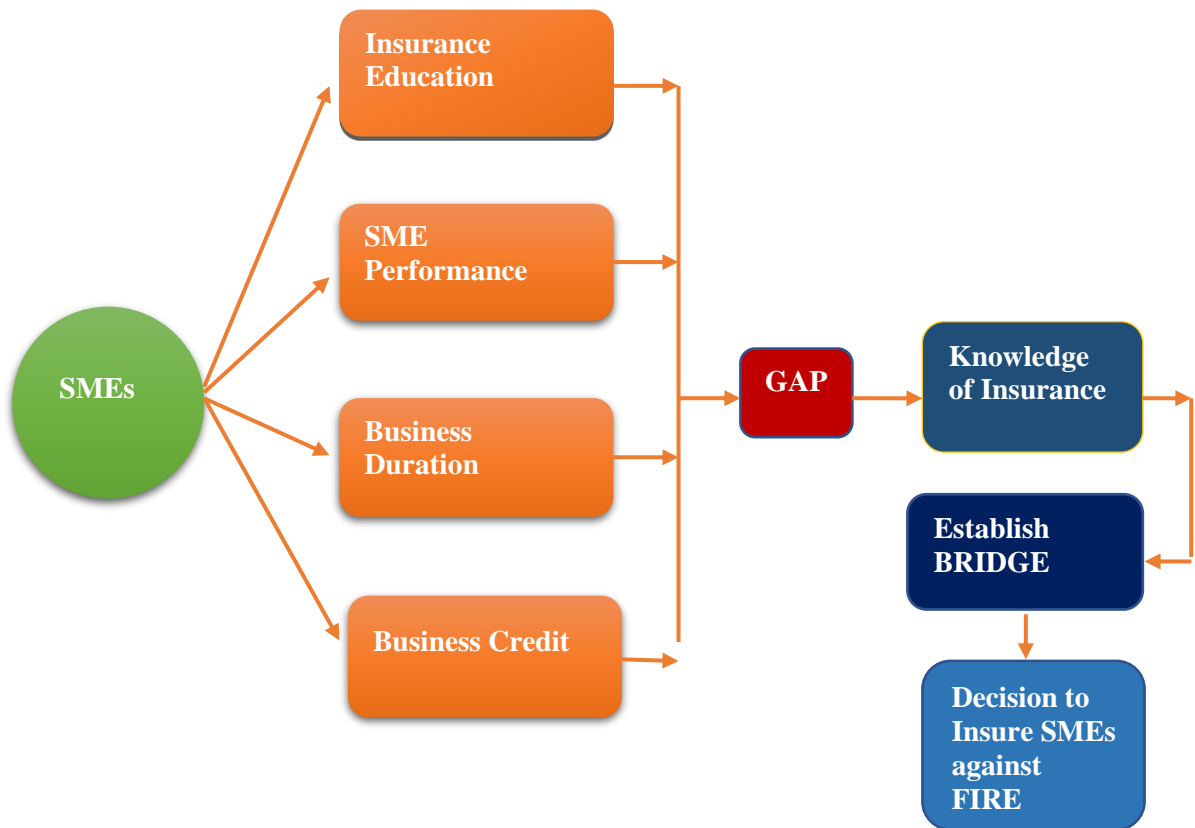 Insurance
Education
SME
Performance
SMEs
Business
Duration
Business Credit
GAP
Knowledge
of Insurance
Establish
BRIDGE
Decision to
Insure SMEs
against
FIRE